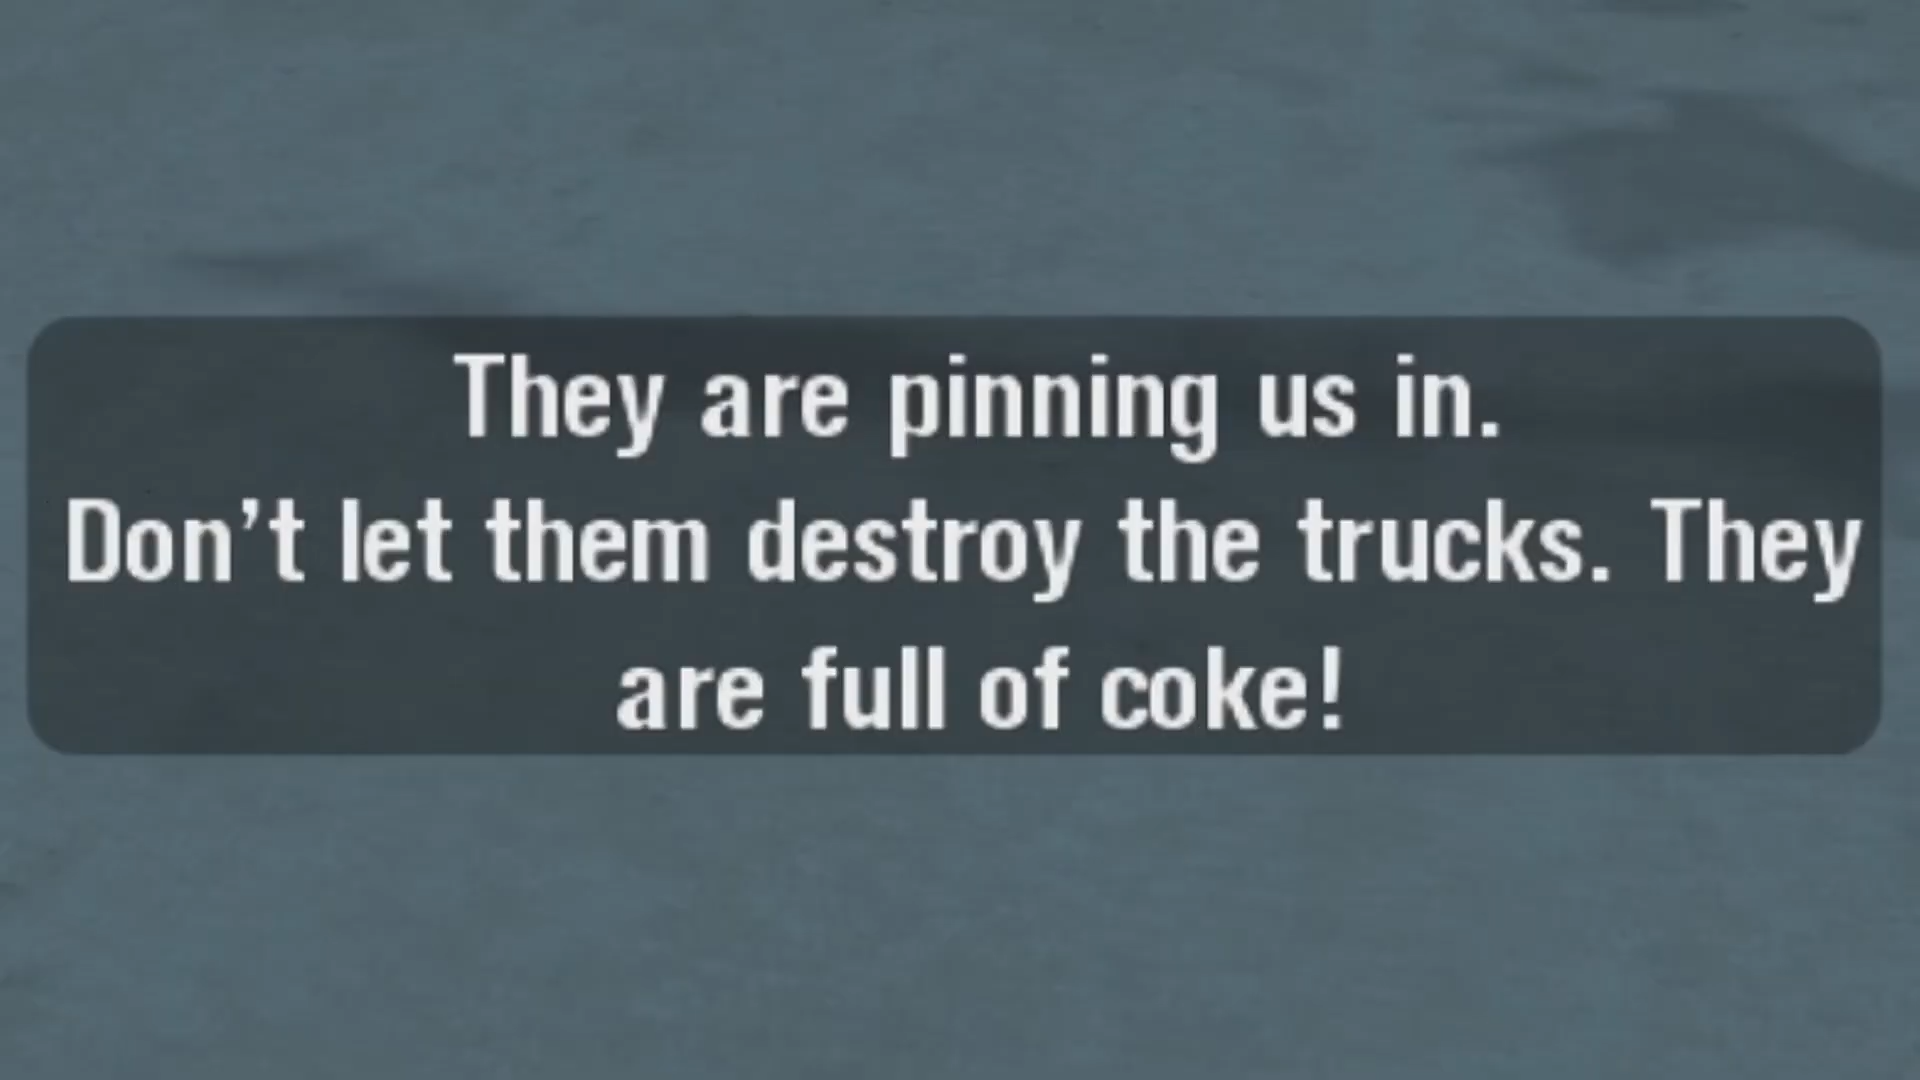 They are pinning us in.
Don’t let them destroy the trucks. They
are full of coke!